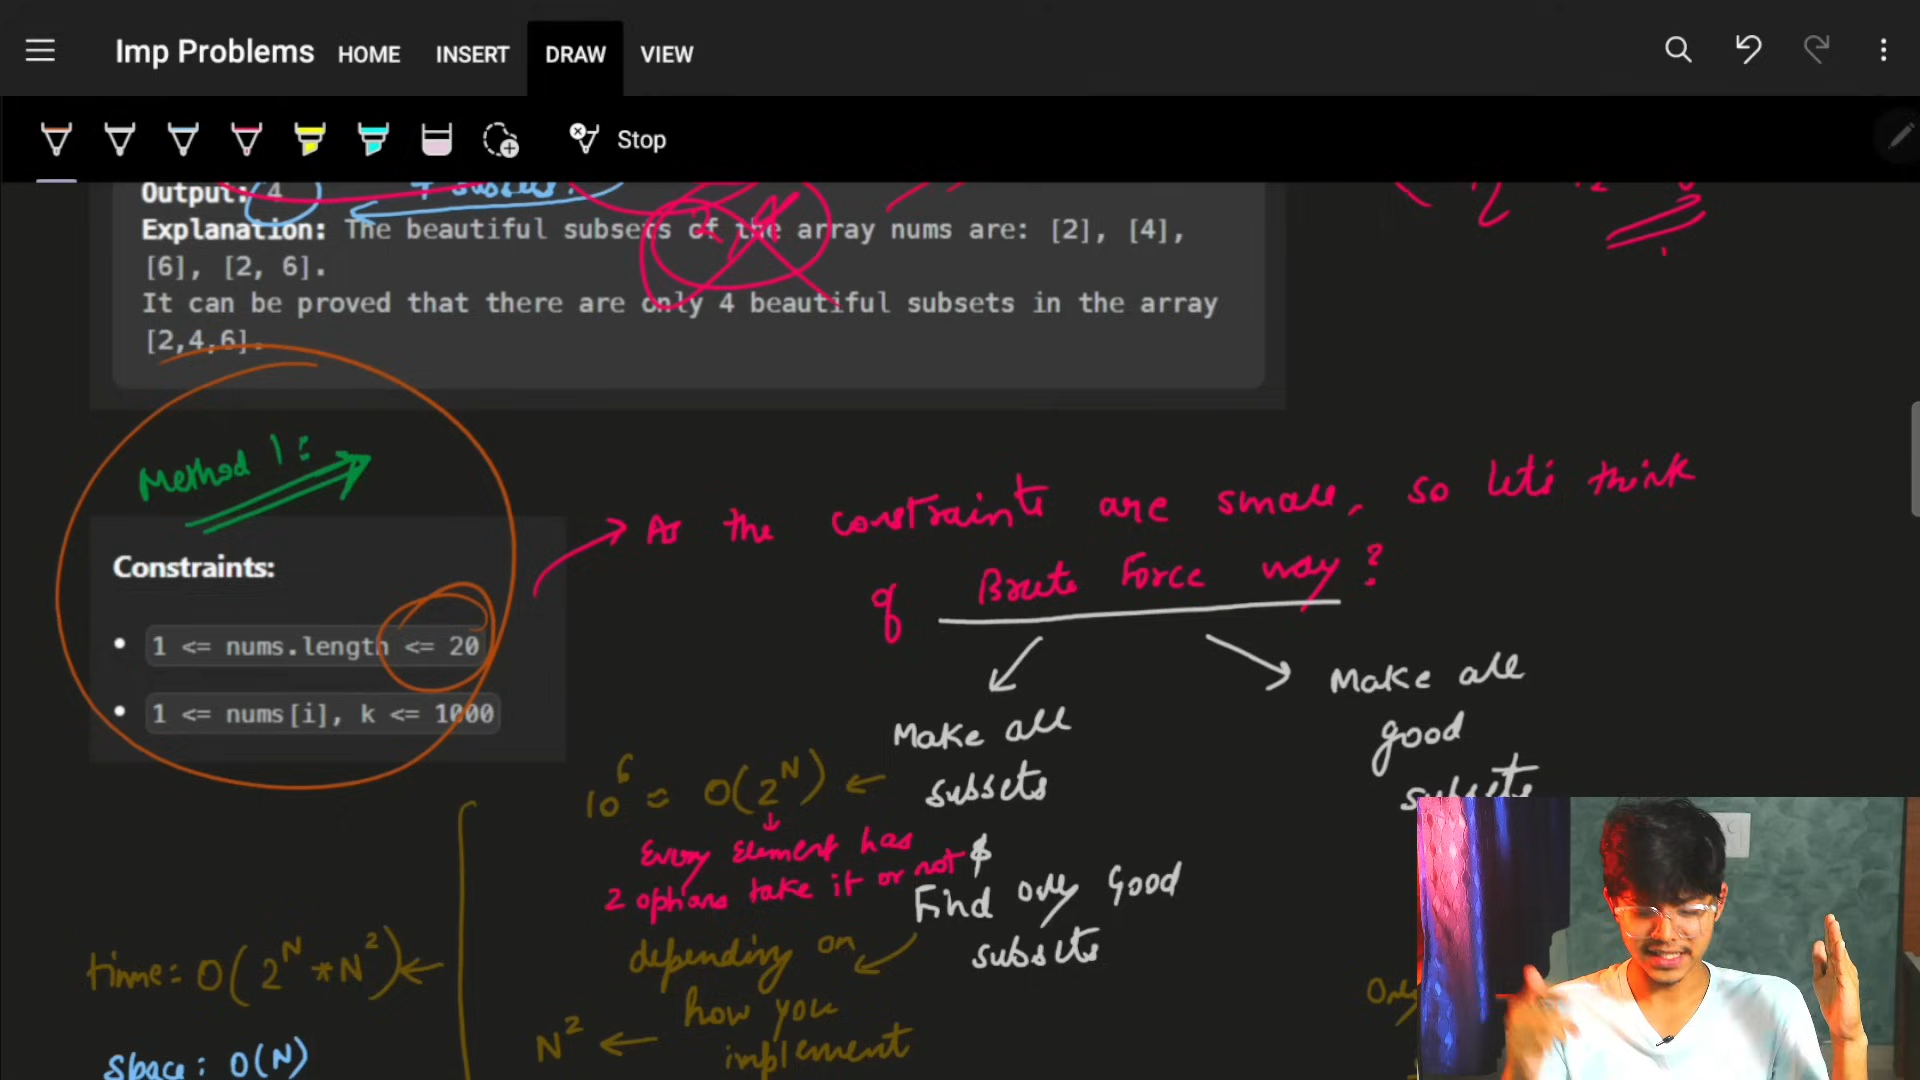 Imp Problems HOME INSERT DRAW VIEW
Stop
Output: 4
Explanation: The beautiful subsets of the array nums are: [2], [4],
[6], [2, 6].
It can be proved that there are only 4 beautiful subsets in the array
[2,4,6].
Method 1:
Constraints:
1 <= nums.length <= 20
1 <= nums[i], k <= 1000
As the constraints are small, so let's think
of Brute Force way?
Make all
subsets
&
Find only Good
subsets
Make all
good
subsets
10^6 ≈ O(2^N)
Every Element has
2 options take it or not
depending on
how you
implement
N^2
time: O(2^N * N^2)
space: O(N)